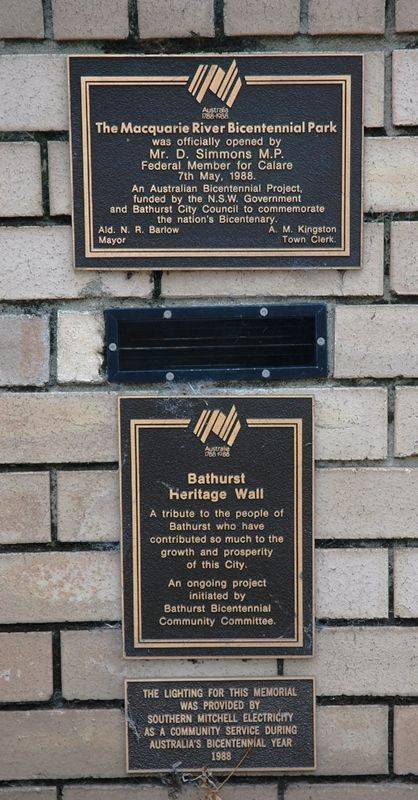 Australia
1788-1988
The Macquarie River Bicentennial Park
was officially opened by
Mr. D. Simmons M.P.
Federal Member for Calare
7th May, 1988.
An Australian Bicentennial Project,
funded by the N.S.W. Government
and Bathurst City Council to commemorate
the nation's Bicentenary.
Ald. N. R. Barlow A. M. Kingston
Mayor Town Clerk.
Australia
1788-1988
Bathurst
Heritage Wall
A tribute to the people of
Bathurst who have
contributed so much to the
growth and prosperity
of this City.
An ongoing project
initiated by
Bathurst Bicentennial
Community Committee.
THE LIGHTING FOR THIS MEMORIAL
WAS PROVIDED BY
SOUTHERN MITCHELL ELECTRICITY
AS A COMMUNITY SERVICE DURING
AUSTRALIA'S BICENTENNIAL YEAR
1988